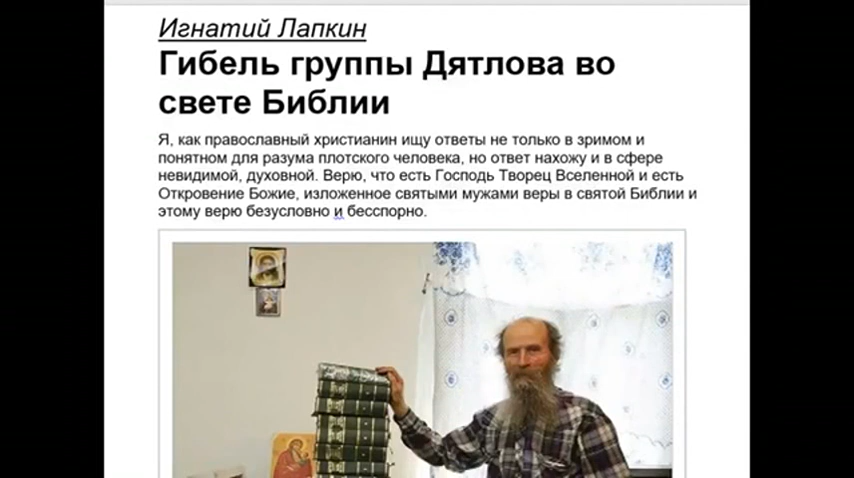 Игнатий Лапкин
Гибель группы Дятлова во
свете Библии
Я, как православный христианин ищу ответы не только в зримом и
понятном для разума плотского человека, но ответ нахожу и в сфере
невидимой, духовной. Верю, что есть Господь Творец Вселенной и есть
Откровение Божие, изложенное святыми мужами веры в святой Библии и
этому верю безусловно и бесспорно.